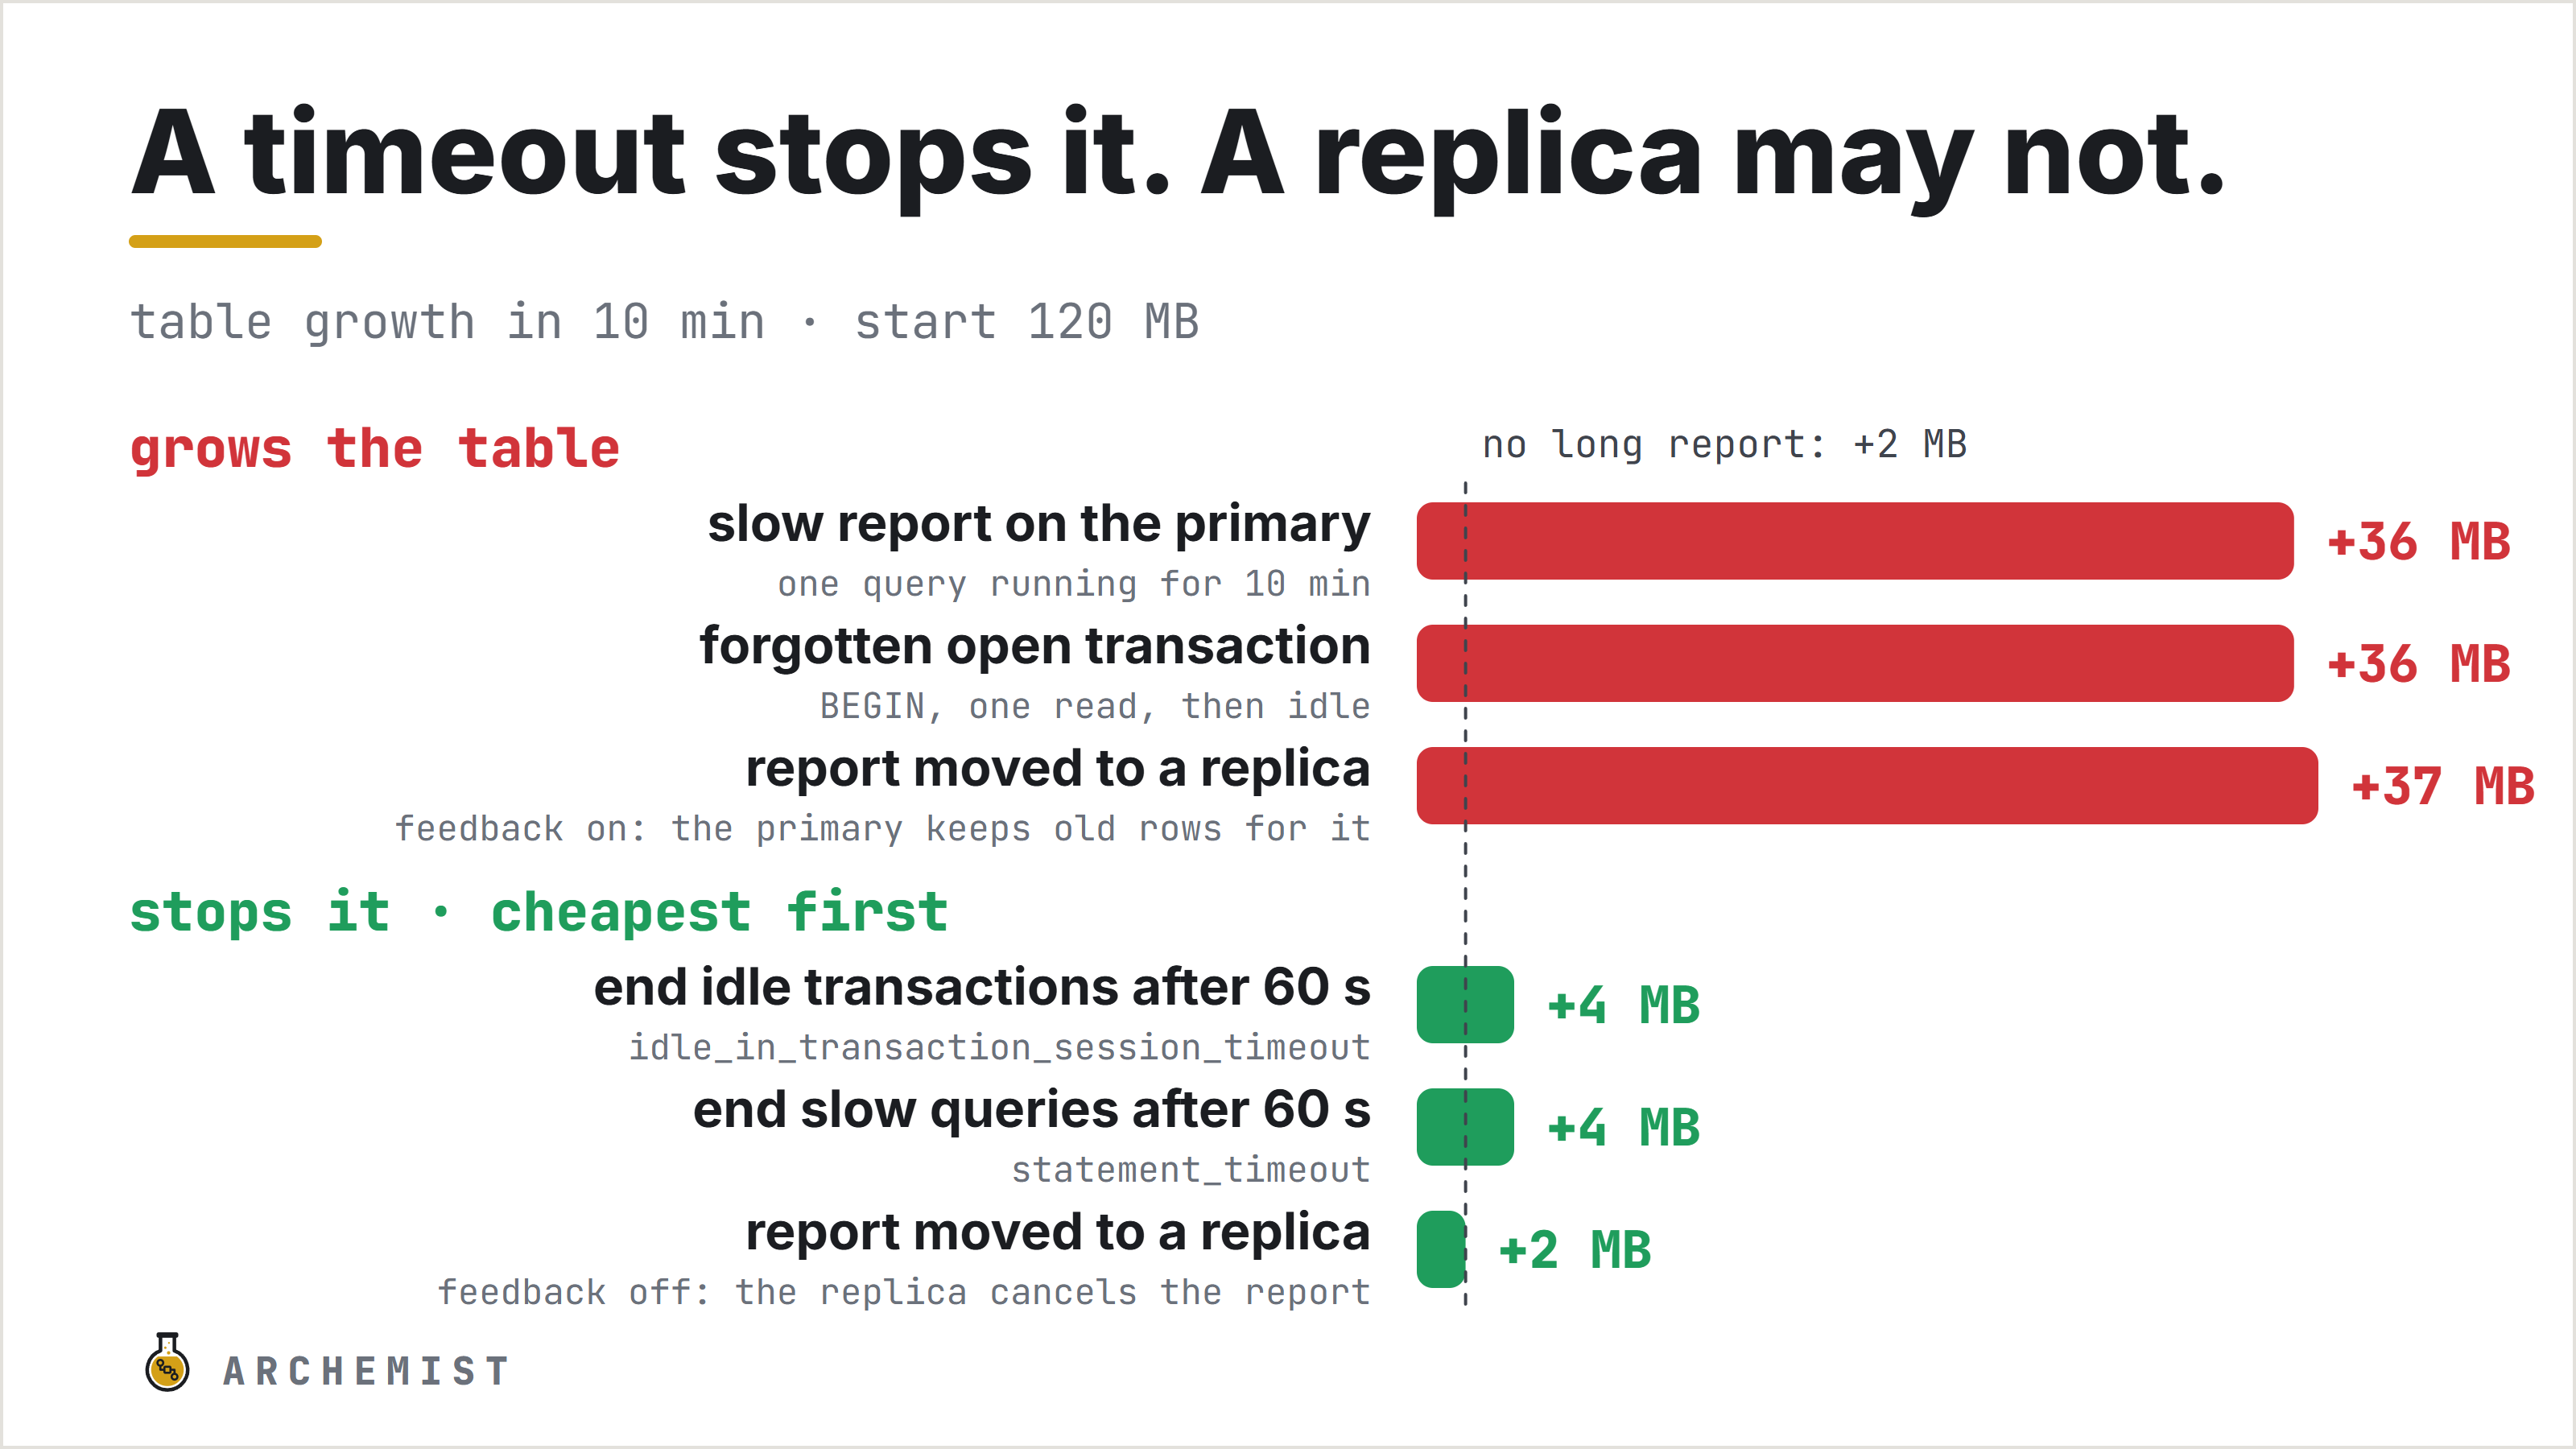 A timeout stops it. A replica may not.
table growth in 10 min · start 120 MB
grows the table
no long report: +2 MB
slow report on the primary
+36 MB
one query running for 10 min
forgotten open transaction
+36 MB
BEGIN, one read, then idle
report moved to a replica
+37 MB
feedback on: the primary keeps old rows for it
stops it · cheapest first
end idle transactions after 60 s
+4 MB
idle_in_transaction_session_timeout
end slow queries after 60 s
+4 MB
statement_timeout
report moved to a replica
+2 MB
feedback off: the replica cancels the report
ARCHEMIST